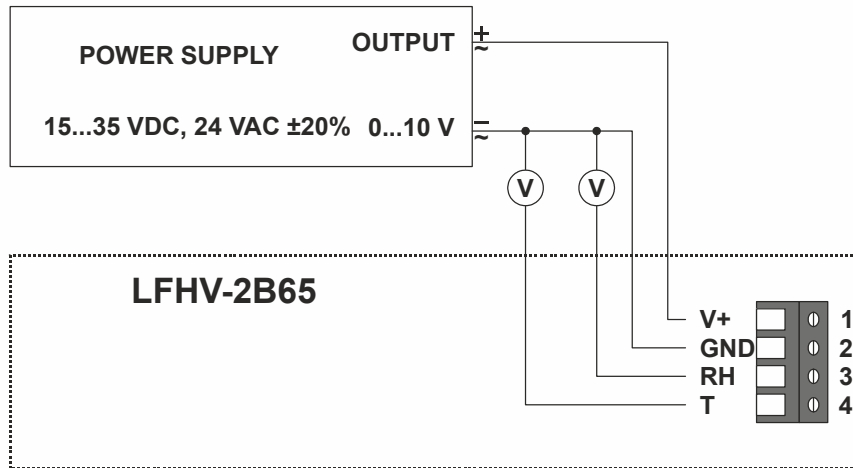 POWER SUPPLY OUTPUT + ~
15...35 VDC, 24 VAC ±20% 0...10 V − ~
V V
LFHV-2B65
V+ 1
GND 2
RH 3
T 4